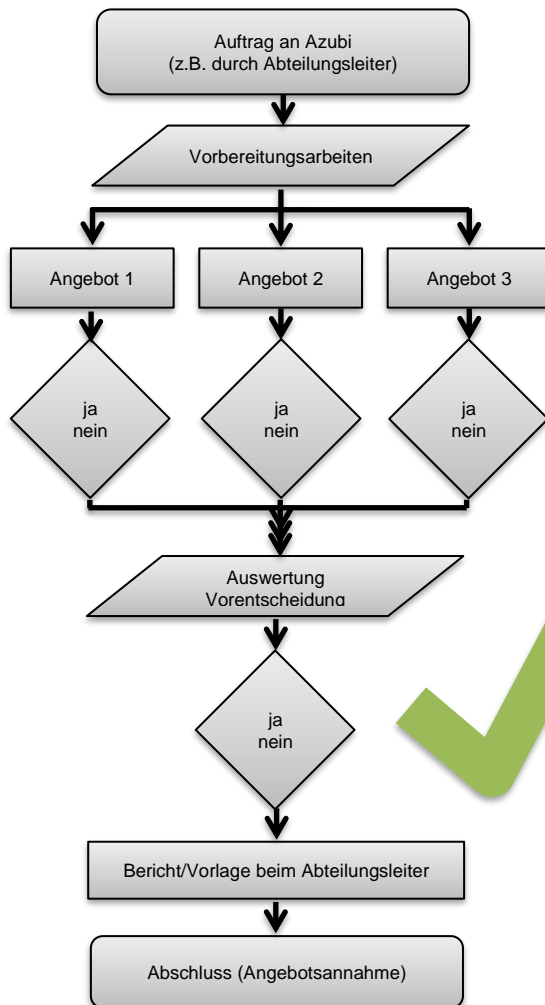 Auftrag an Azubi
(z.B. durch Abteilungsleiter)
Vorbereitungsarbeiten
Angebot 1
Angebot 2
Angebot 3
ja
nein
ja
nein
ja
nein
Auswertung
Vorentscheidung
ja
nein
Bericht/Vorlage beim Abteilungsleiter
Abschluss (Angebotsannahme)